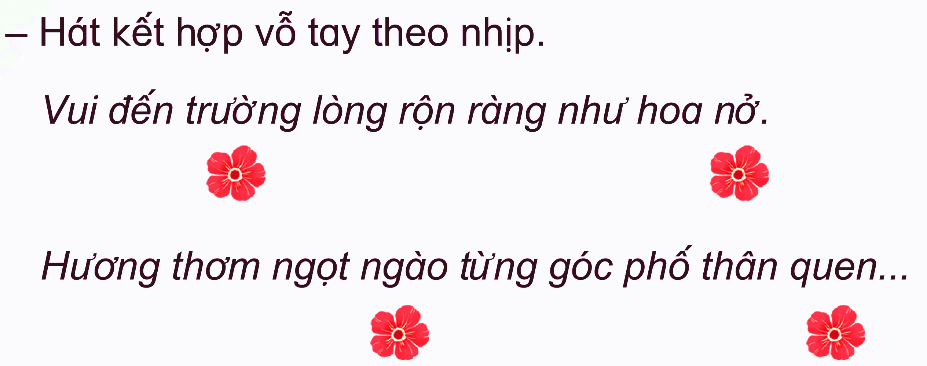 – Hát kết hợp vỗ tay theo nhịp.
Vui đến trường lòng rộn ràng như hoa nở.
Hương thơm ngọt ngào từng góc phố thân quen...